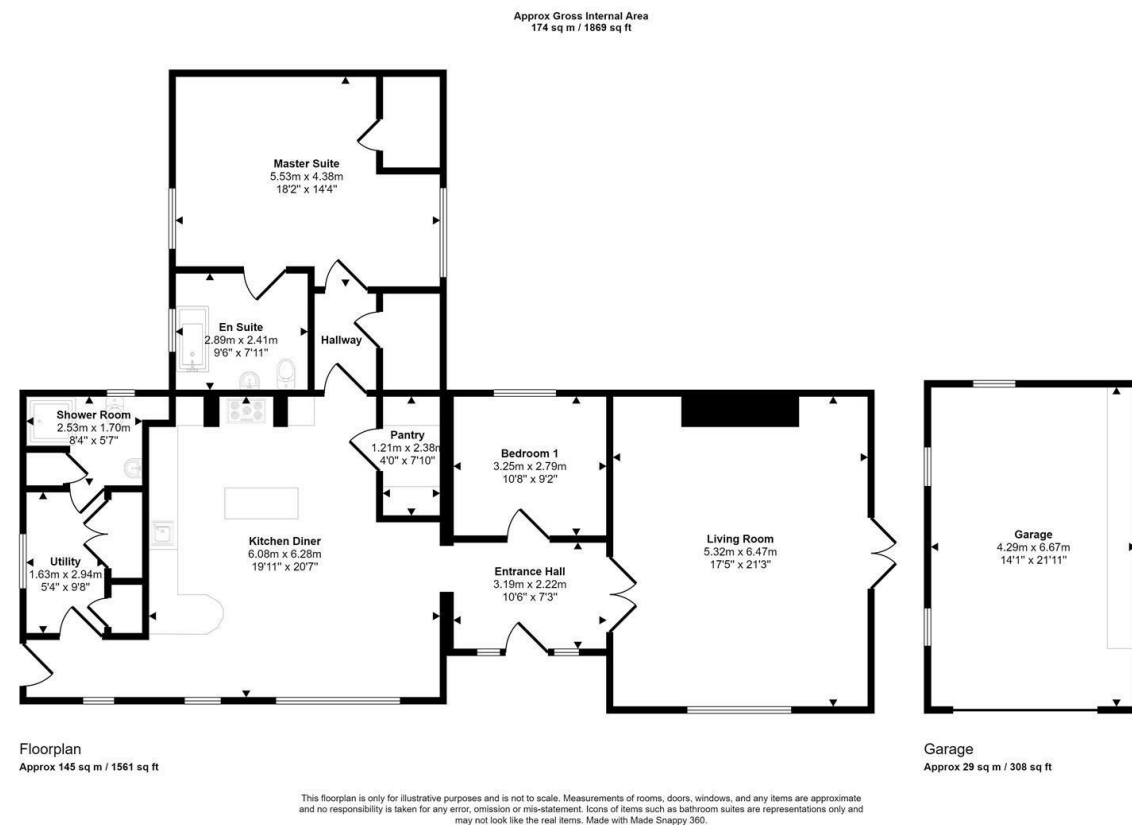 Approx Gross Internal Area
174 sq m / 1869 sq ft
Master Suite
5.53m x 4.38m
18'2" x 14'4"
En Suite
2.89m x 2.41m
9'6" x 7'11"
Hallway
Shower Room
2.53m x 1.70m
8'4" x 5'7"
Pantry
1.21m x 2.38m
4'0" x 7'10"
Bedroom 1
3.25m x 2.79m
10'8" x 9'2"
Kitchen Diner
6.08m x 6.28m
19'11" x 20'7"
Living Room
5.32m x 6.47m
17'5" x 21'3"
Garage
4.29m x 6.67m
14'1" x 21'11"
Utility
1.63m x 2.94m
5'4" x 9'8"
Entrance Hall
3.19m x 2.22m
10'6" x 7'3"
Floorplan
Approx 145 sq m / 1561 sq ft
Garage
Approx 29 sq m / 308 sq ft
This floorplan is only for illustrative purposes and is not to scale. Measurements of rooms, doors, windows, and any items are approximate
and no responsibility is taken for any error, omission or mis-statement. Icons of items such as bathroom suites are representations only and
may not look like the real items. Made with Made Snappy 360.